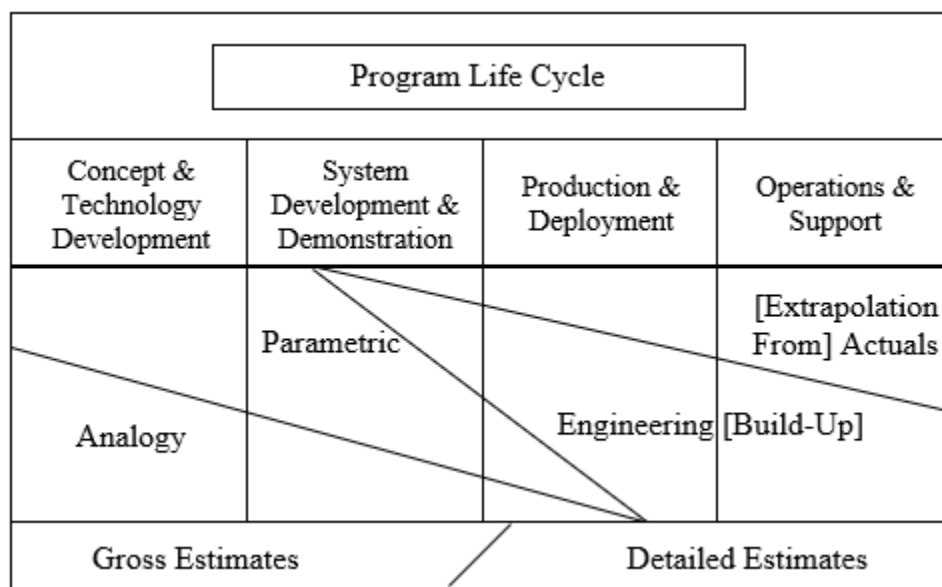 Program Life Cycle
Concept &
Technology
Development
System
Development &
Demonstration
Production &
Deployment
Operations &
Support
[Extrapolation
From] Actuals
Parametric
Analogy
Engineering [Build-Up]
Gross Estimates
Detailed Estimates